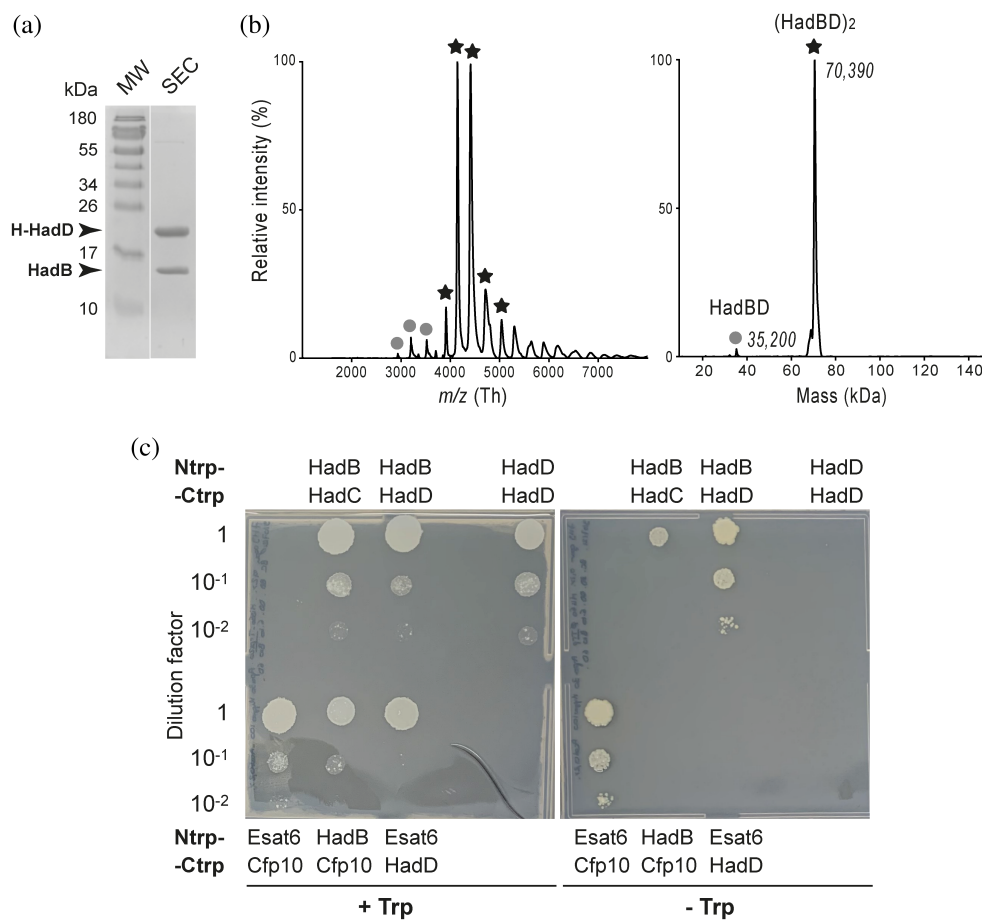 (a)
kDa
MW
SEC
180
55
34
26
H-HadD
17
HadB
10
(b)
Relative intensity (%)
100
50
0
2000 3000 4000 5000 6000 7000
m/z (Th)
(HadBD)2
70,390
100
50
0
HadBD
35,200
20 40 60 80 100 120 140
Mass (kDa)
(c)
Ntrp- HadB HadB HadD HadB HadB HadD
-Ctrp HadC HadD HadD HadC HadD HadD
Dilution factor
1
10-1
10-2
1
10-1
10-2
Ntrp- Esat6 HadB Esat6 Esat6 HadB Esat6
-Ctrp Cfp10 Cfp10 HadD Cfp10 Cfp10 HadD
+ Trp - Trp